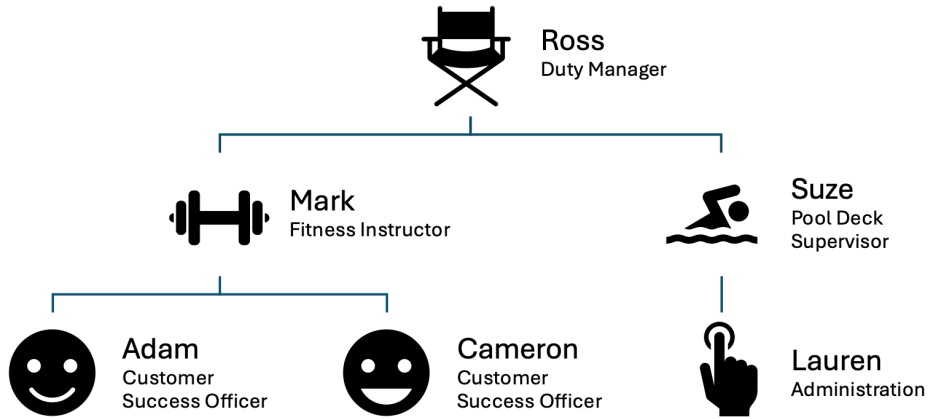 Ross
Duty Manager
Mark
Fitness Instructor
Suze
Pool Deck
Supervisor
Adam
Customer
Success Officer
Cameron
Customer
Success Officer
Lauren
Administration